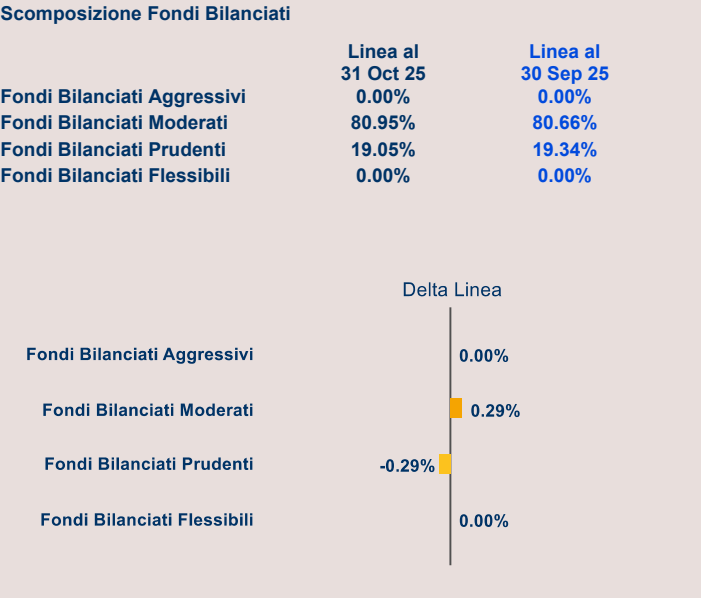 Scomposizione Fondi Bilanciati
Linea al Linea al
31 Oct 25 30 Sep 25
Fondi Bilanciati Aggressivi 0.00% 0.00%
Fondi Bilanciati Moderati 80.95% 80.66%
Fondi Bilanciati Prudenti 19.05% 19.34%
Fondi Bilanciati Flessibili 0.00% 0.00%
Delta Linea
Fondi Bilanciati Aggressivi 0.00%
Fondi Bilanciati Moderati 0.29%
Fondi Bilanciati Prudenti -0.29%
Fondi Bilanciati Flessibili 0.00%